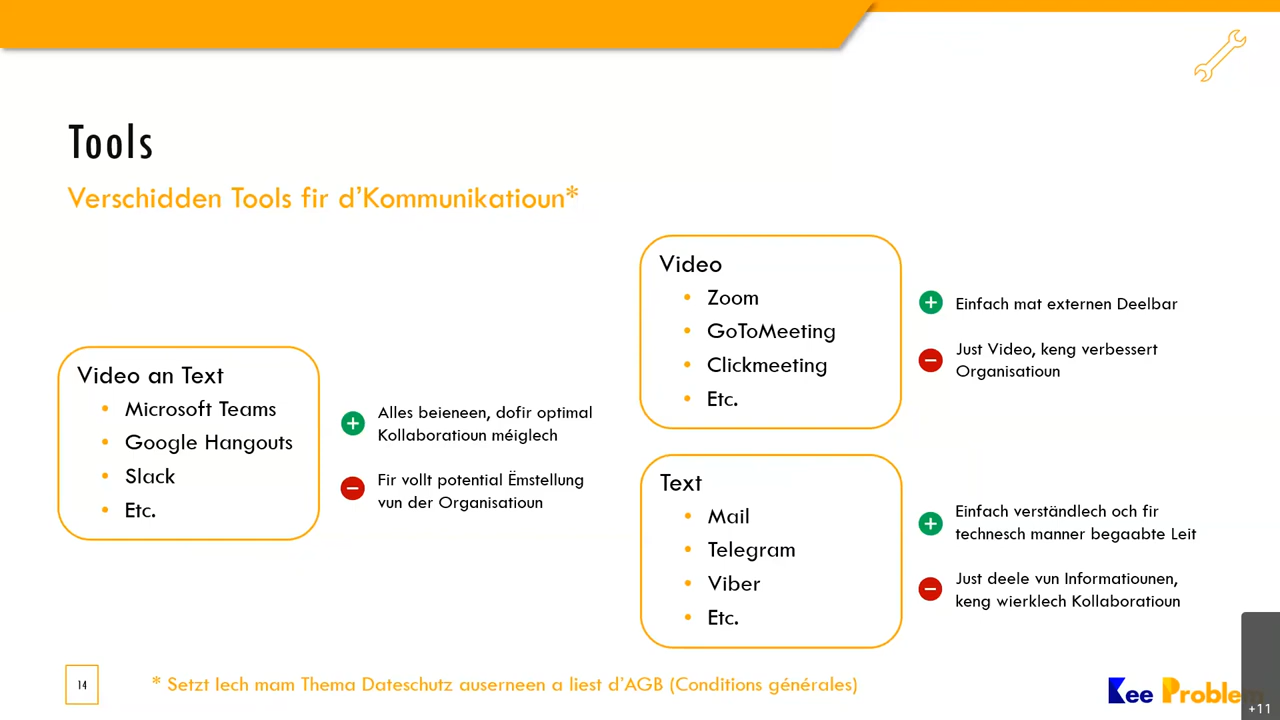 Tools
Verschidden Tools fir d'Kommunikatioun*
Video an Text
• Microsoft Teams
• Google Hangouts
• Slack
• Etc.
Alles beieneen, dofir optimal
Kollaboratioun méiglech
Fir vollt potential Ëmstellung
vun der Organisatioun
Video
• Zoom
• GoToMeeting
• Clickmeeting
• Etc.
Einfach mat externen Deelbar
Just Video, keng verbessert
Organisatioun
Text
• Mail
• Telegram
• Viber
• Etc.
Einfach verständlech och fir
technesch manner begaabte Leit
Just deele vun Informatiounen,
keng wierklech Kollaboratioun
14
* Setzt Iech mam Thema Dateschutz auserneen a liest d'AGB (Conditions générales)
Kee Problem
+11